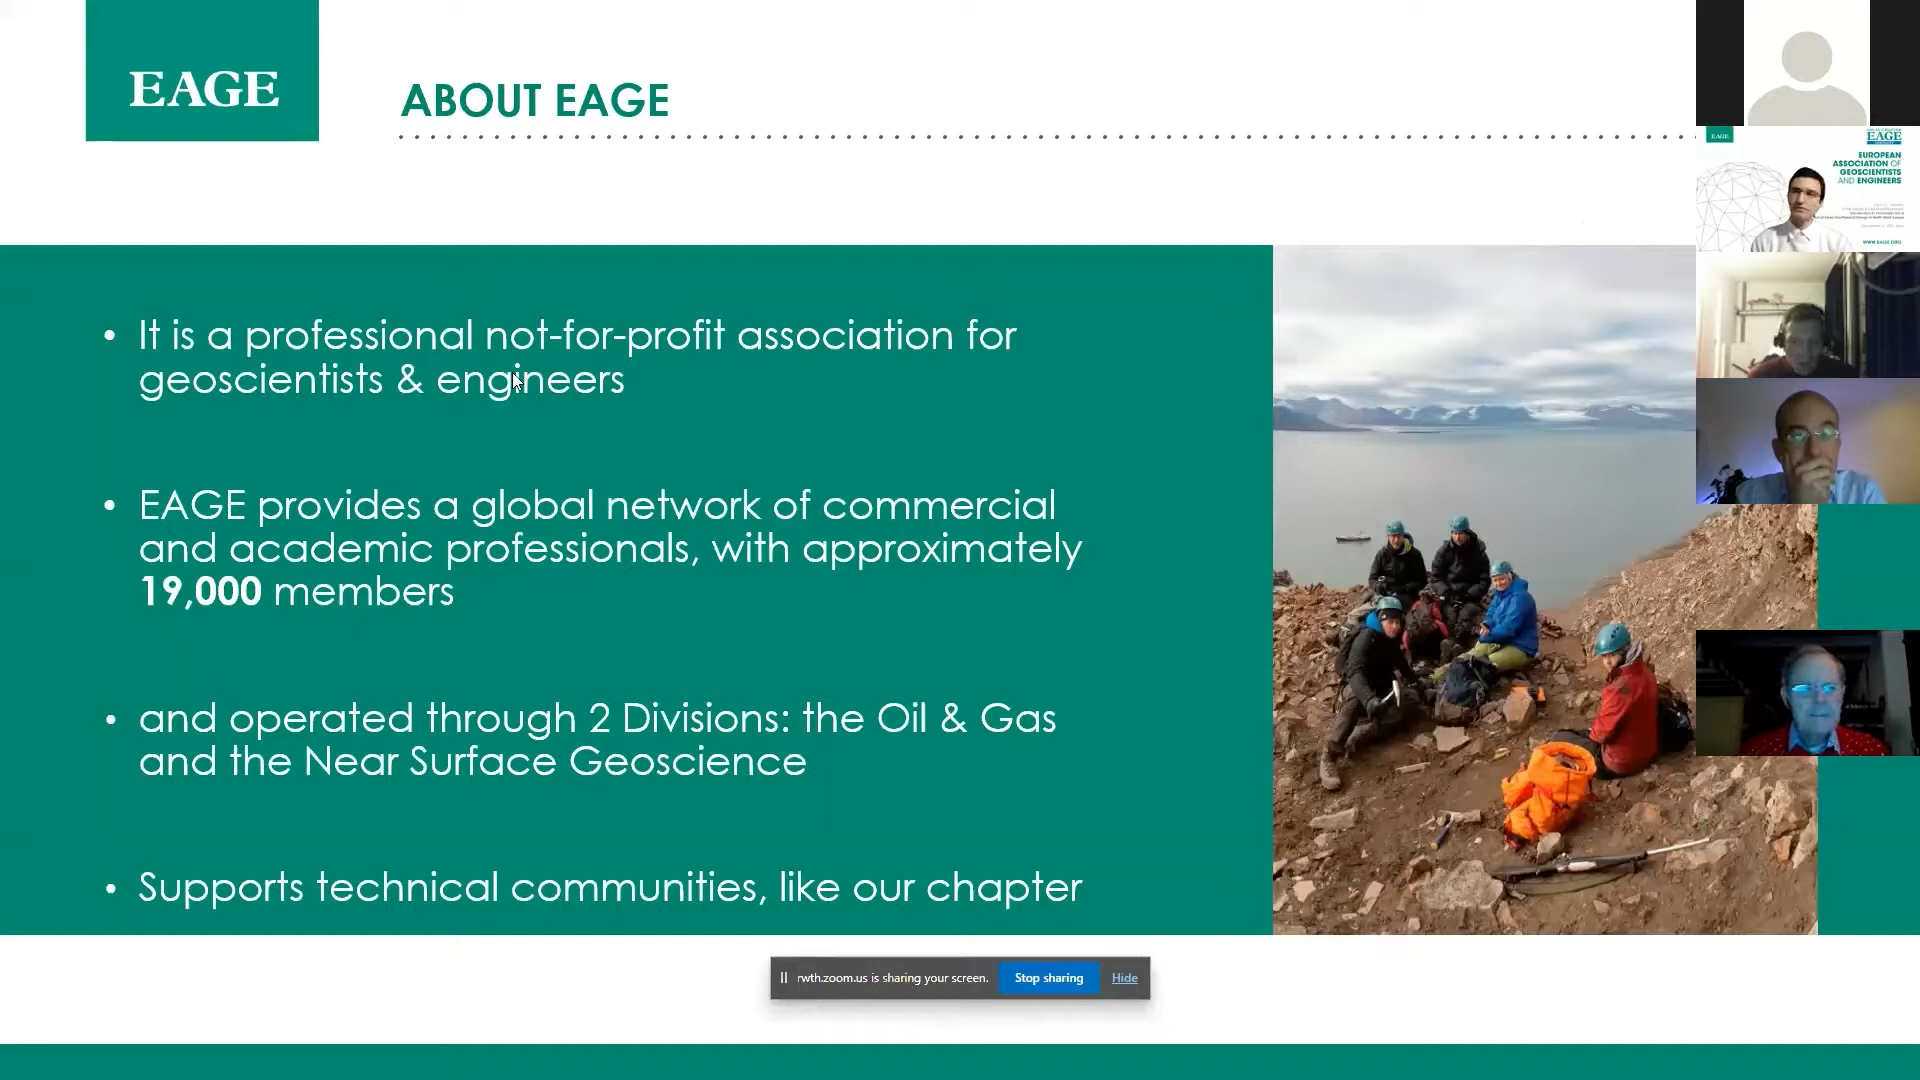 EAGE
ABOUT EAGE
• It is a professional not-for-profit association for
geoscientists & engineers
• EAGE provides a global network of commercial
and academic professionals, with approximately
19,000 members
• and operated through 2 Divisions: the Oil & Gas
and the Near Surface Geoscience
• Supports technical communities, like our chapter
EAGE
EAGE
EUROPEAN
ASSOCIATION OF
GEOSCIENTISTS
AND ENGINEERS
WWW.EAGE.ORG
rwth.zoom.us is sharing your screen.
Stop sharing
Hide